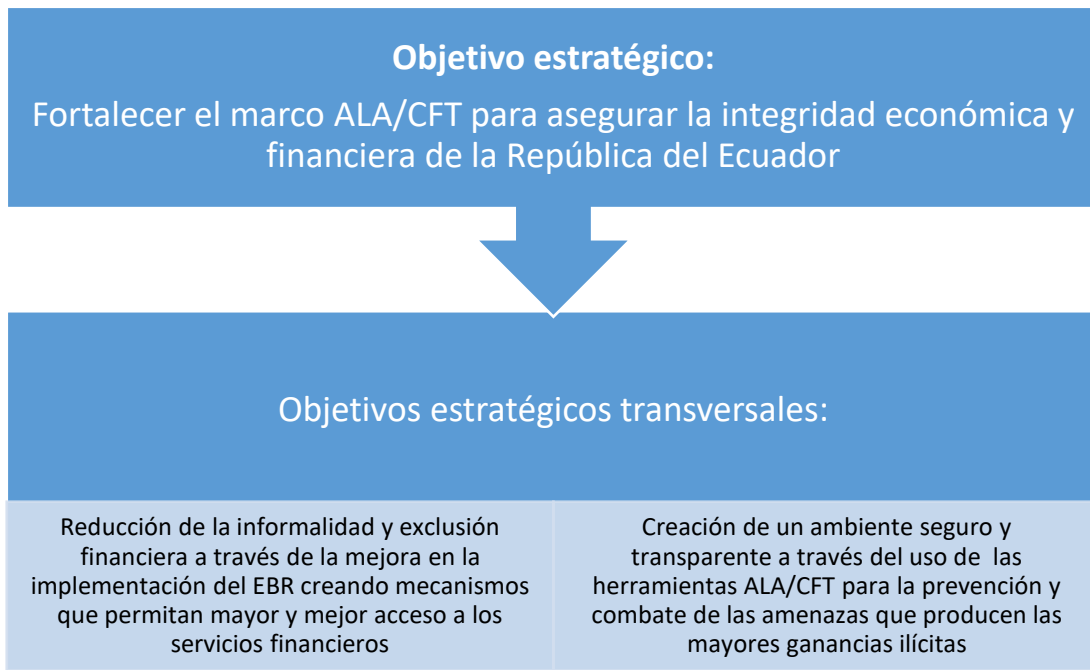 Objetivo estratégico:
Fortalecer el marco ALA/CFT para asegurar la integridad económica y
financiera de la República del Ecuador
Objetivos estratégicos transversales:
Reducción de la informalidad y exclusión
financiera a través de la mejora en la
implementación del EBR creando mecanismos
que permitan mayor y mejor acceso a los
servicios financieros
Creación de un ambiente seguro y
transparente a través del uso de las
herramientas ALA/CFT para la prevención y
combate de las amenazas que producen las
mayores ganancias ilícitas